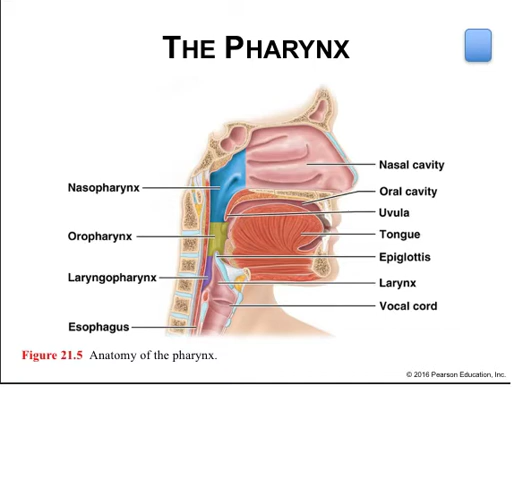 THE PHARYNX
Nasal cavity
Nasopharynx
Oral cavity
Uvula
Oropharynx
Tongue
Epiglottis
Laryngopharynx
Larynx
Vocal cord
Esophagus
Figure 21.5 Anatomy of the pharynx.
© 2016 Pearson Education, Inc.